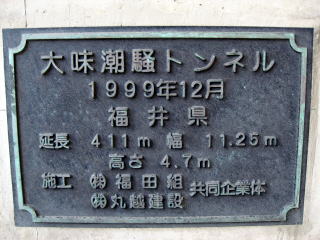 大味潮騒トンネル
1999年12月
福井県
延長 411m 幅 11.25m
高さ 4.7m
施工 ㈱福田組 共同企業体
㈱丸越建設